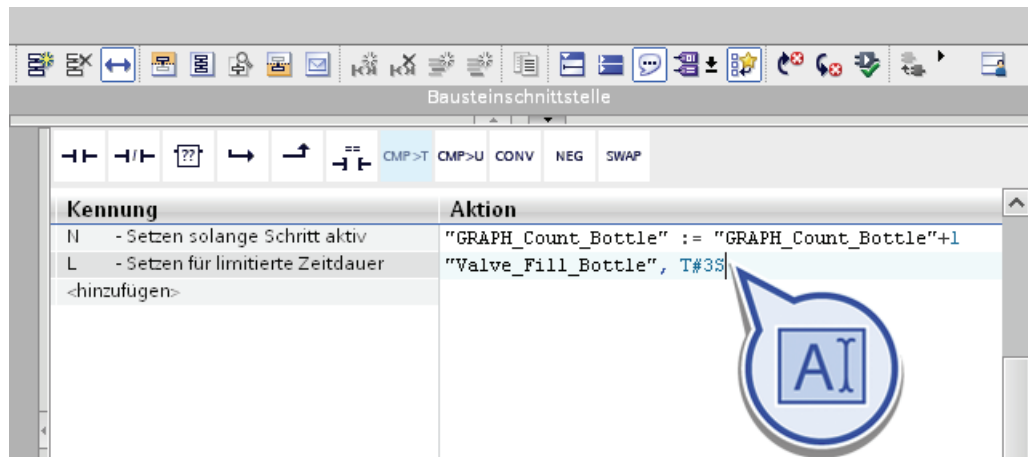 Bausteinschnittstelle
?? == CMP>T CMP>U CONV NEG SWAP
Kennung Aktion
N - Setzen solange Schritt aktiv "GRAPH_Count_Bottle" := "GRAPH_Count_Bottle"+1
L - Setzen für limitierte Zeitdauer "Valve_Fill_Bottle", T#3S
<hinzufügen>
A